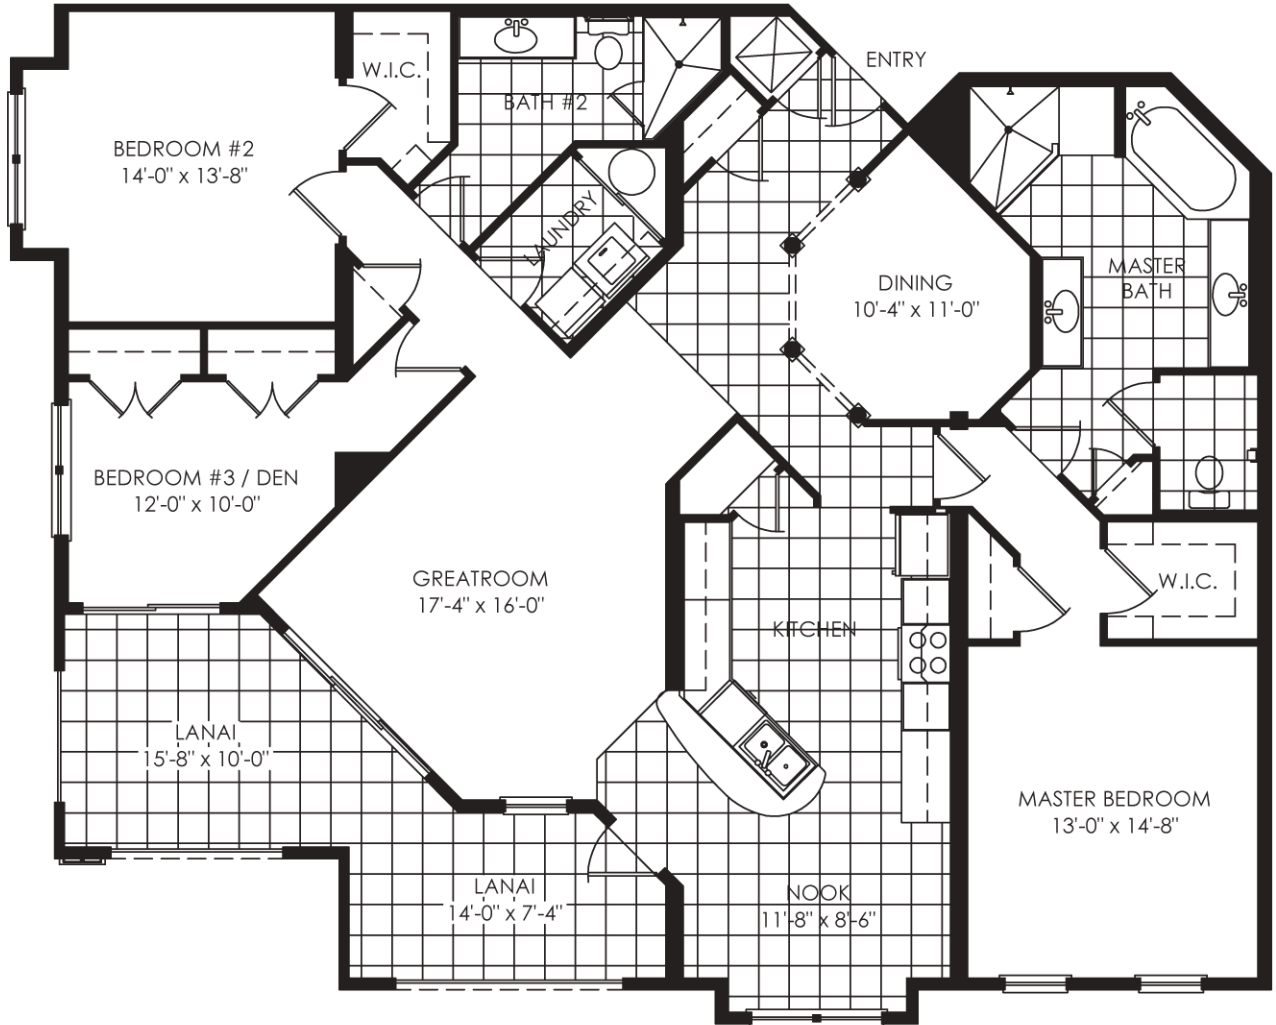 ENTRY
W.I.C.
BATH #2
BEDROOM #2
14'-0" x 13'-8"
LAUNDRY
DINING
10'-4" x 11'-0"
MASTER
BATH
BEDROOM #3 / DEN
12'-0" x 10'-0"
GREATROOM
17'-4" x 16'-0"
W.I.C.
KITCHEN
LANAI
15'-8" x 10'-0"
MASTER BEDROOM
13'-0" x 14'-8"
LANAI
14'-0" x 7'-4"
NOOK
11'-8" x 8'-6"